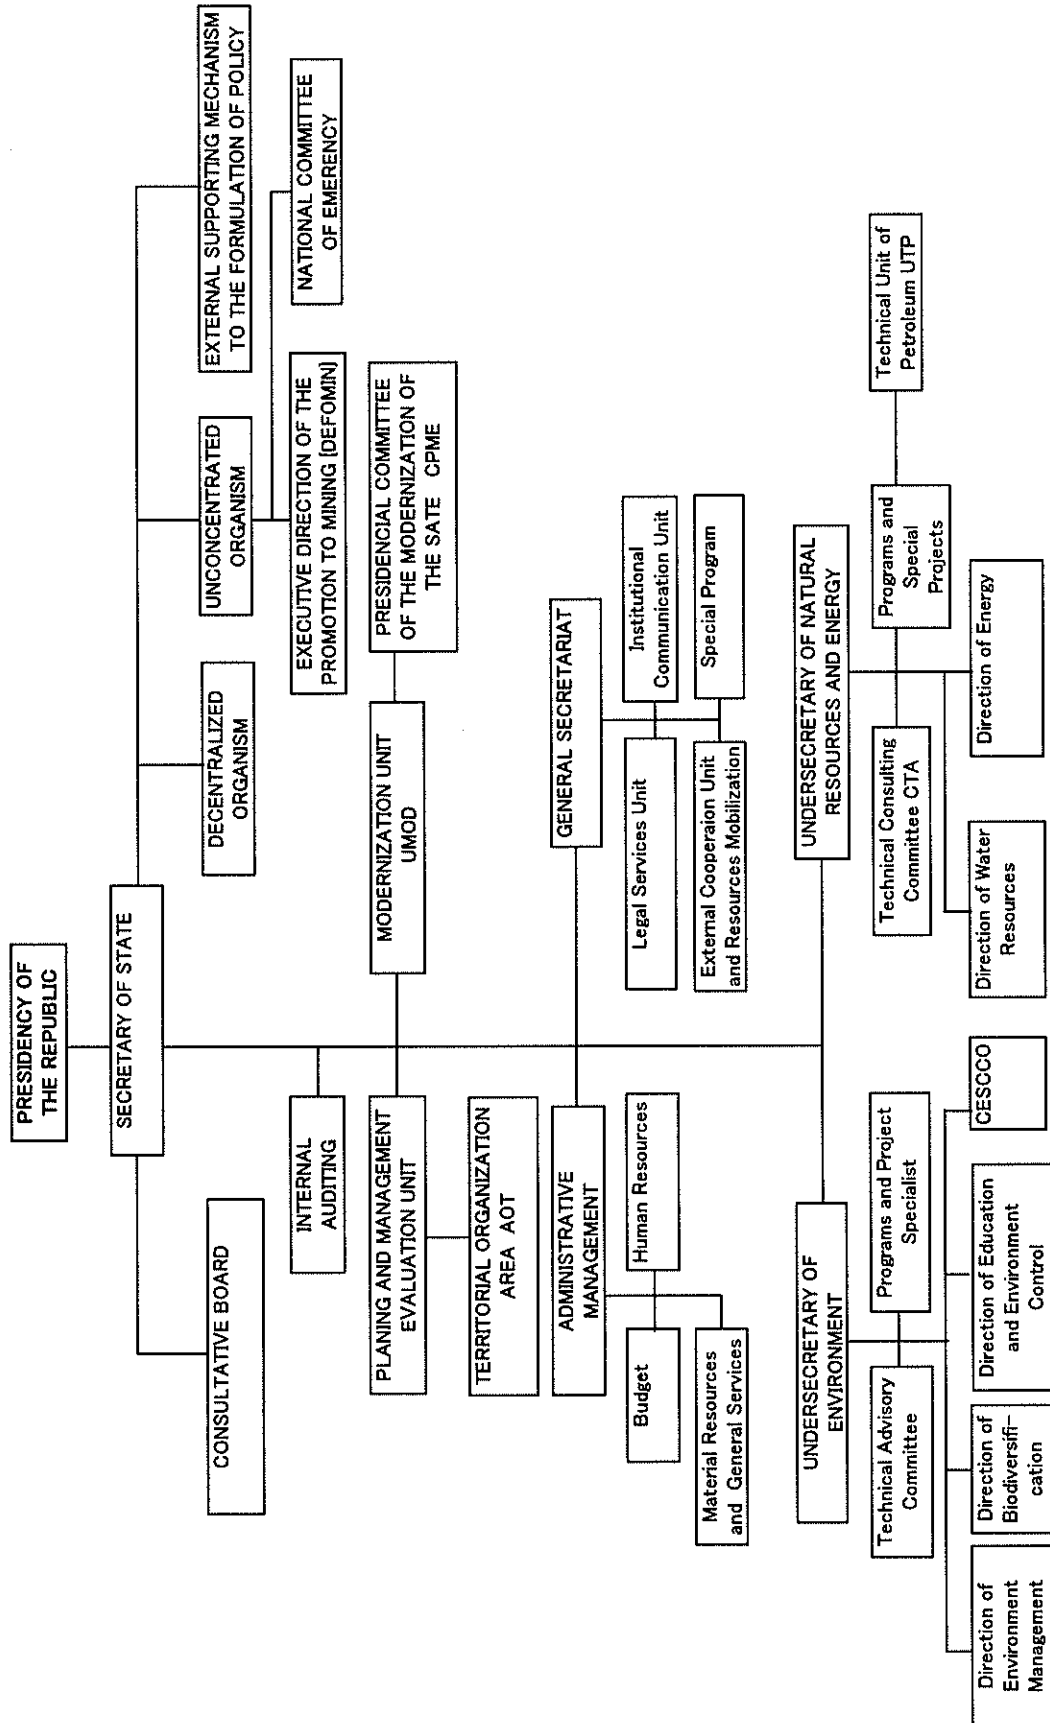 PRESIDENCY OF
THE REPUBLIC
SECRETARY OF STATE
CONSULTATIVE BOARD
DECENTRALIZED
ORGANISM
UNCONCENTRATED
ORGANISM
EXTERNAL SUPPORTING MECHANISM
TO THE FORMULATION OF POLICY
INTERNAL
AUDITING
EXECUTIVE DIRECTION OF THE
PROMOTION TO MINING [DEFOMIN]
NATIONAL COMMITTEE
OF EMERENCY
PLANING AND MANAGEMENT
EVALUATION UNIT
MODERNIZATION UNIT
UMOD
PRESIDENCIAL COMMITTEE
OF THE MODERNIZATION OF
THE SATE CPME
TERRITORIAL ORGANIZATION
AREA AOT
ADMINISTRATIVE
MANAGEMENT
GENERAL SECRETARIAT
Budget
Human Resources
Legal Services Unit
Institutional
Communication Unit
Material Resources
and General Services
External Cooperaion Unit
and Resources Mobilization
Special Program
UNDERSECRETARY OF
ENVIRONMENT
UNDERSECRETARY OF NATURAL
RESOURCES AND ENERGY
Technical Advisory
Committee
Programs and Project
Specialist
Technical Consulting
Committee CTA
Programs and
Special
Projects
Technical Unit of
Petroleum UTP
Direction of
Environment
Management
Direction of
Biodiversifi-
cation
Direction of Education
and Environment
Control
CESCCO
Direction of Water
Resources
Direction of Energy